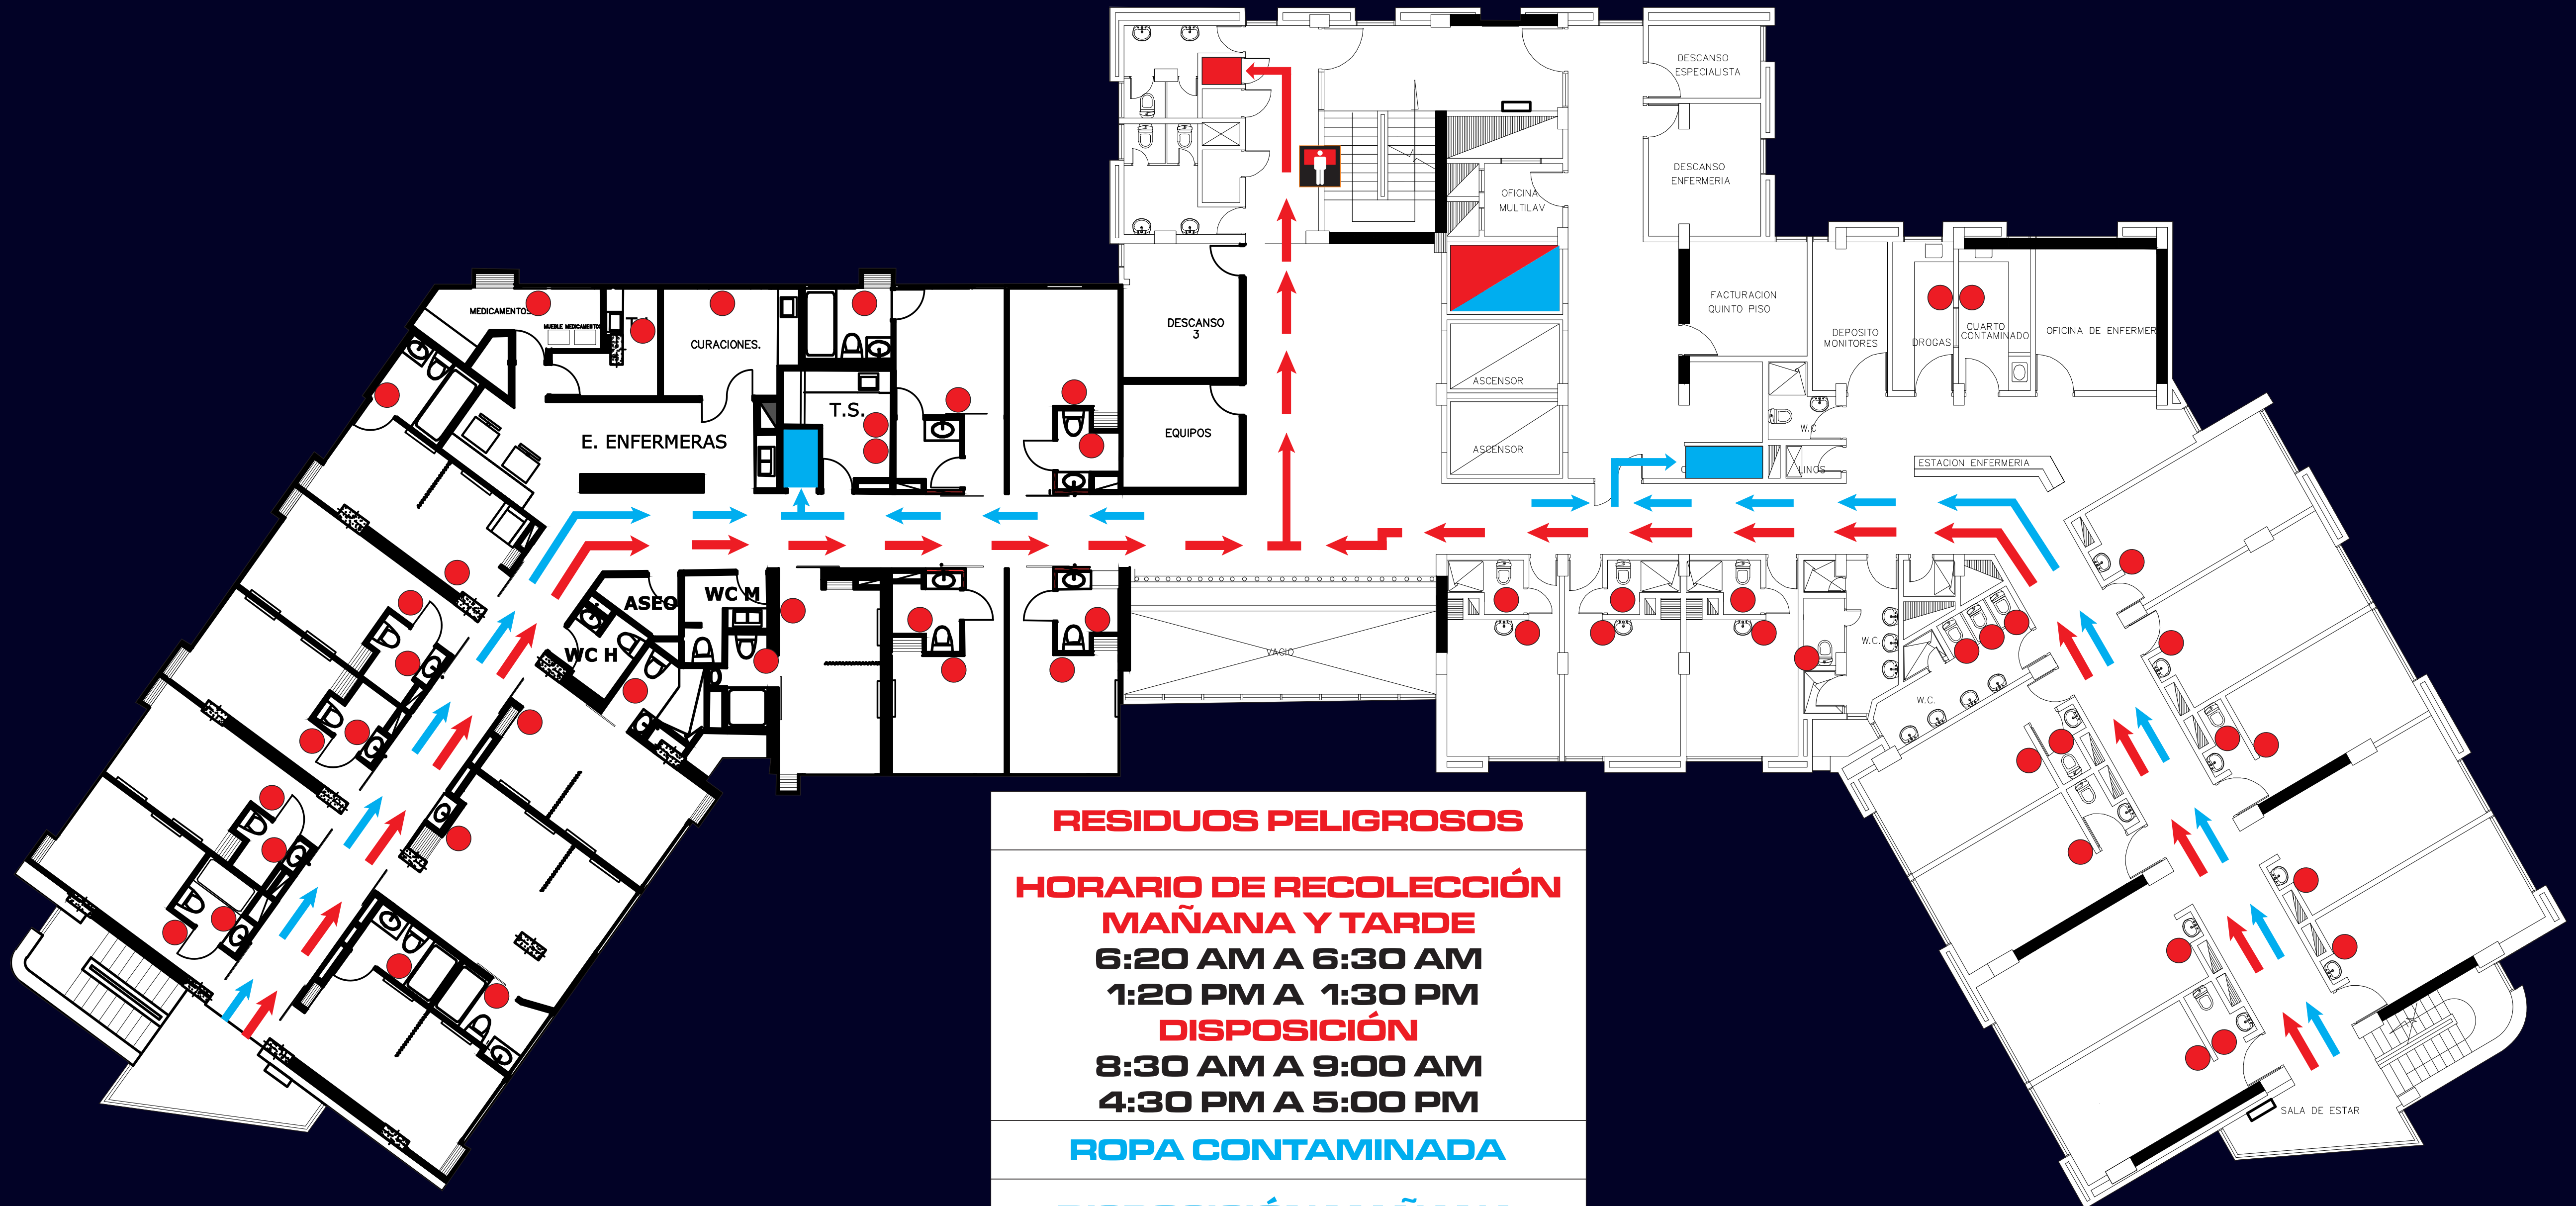 DESCANSO
ESPECIALISTA
DESCANSO
ENFERMERIA
OFICINA
MULTILAV
FACTURACION
QUINTO PISO
DEPOSITO
MONITORES
DROGAS
CUARTO
CONTAMINADO
OFICINA DE ENFERMER
MEDICAMENTOS
MUEBLE MEDICAMENTOS
CURACIONES.
DESCANSO
3
ASCENSOR
T.S.
E. ENFERMERAS
EQUIPOS
ASCENSOR
W.C
LINOS
ESTACION ENFERMERIA
ASEO
WC M
WC H
VACIO
W.C.
W.C.
RESIDUOS PELIGROSOS
HORARIO DE RECOLECCIÓN
MAÑANA Y TARDE
6:20 AM A 6:30 AM
1:20 PM A 1:30 PM
DISPOSICIÓN
8:30 AM A 9:00 AM
4:30 PM A 5:00 PM
ROPA CONTAMINADA
SALA DE ESTAR